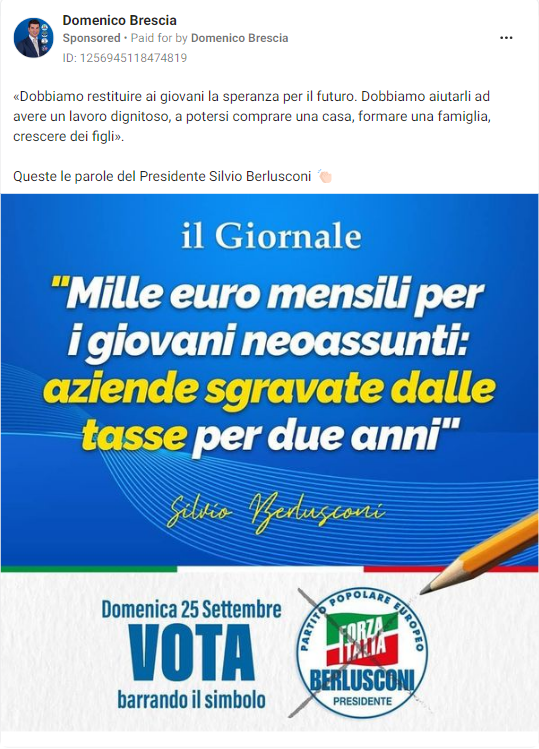 Domenico Brescia
Sponsored • Paid for by Domenico Brescia
ID: 1256945118474819
«Dobbiamo restituire ai giovani la speranza per il futuro. Dobbiamo aiutarli ad
avere un lavoro dignitoso, a potersi comprare una casa, formare una famiglia,
crescere dei figli».
Queste le parole del Presidente Silvio Berlusconi 👏🏻
il Giornale
"Mille euro mensili per
i giovani neoassunti:
aziende sgravate dalle
tasse per due anni"
Silvio Berlusconi
Domenica 25 Settembre
VOTA
barrando il simbolo
PARTITO POPOLARE EUROPEO
FORZA
ITALIA
BERLUSCONI
PRESIDENTE